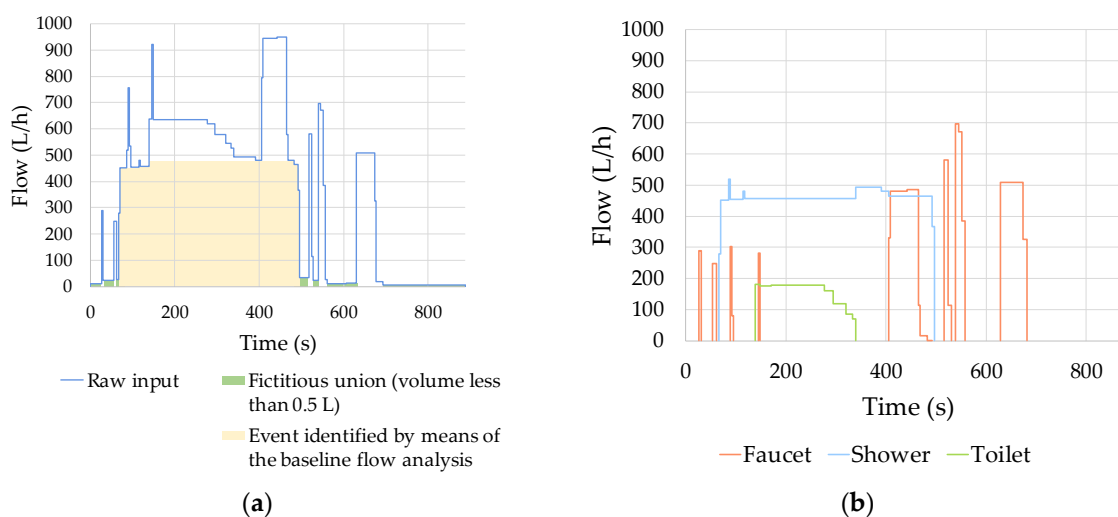 1000
900
800
700
600
500
400
300
200
100
0
Flow (L/h)
0 200 400 600 800
Time (s)
Raw input
Fictitious union (volume less
than 0.5 L)
Event identified by means of
the baseline flow analysis
(a)
1000
900
800
700
600
500
400
300
200
100
0
Flow (L/h)
0 200 400 600 800
Time (s)
Faucet Shower Toilet
(b)